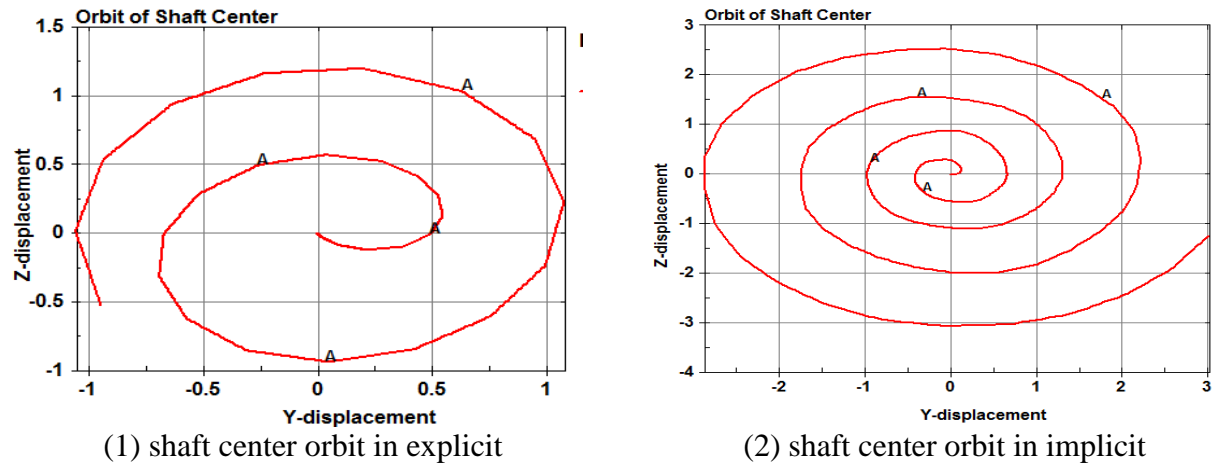 Orbit of Shaft Center
1.5
1
0.5
0
-0.5
-1
Z-displacement
A
A
A
A
-1
-0.5
0
0.5
1
Y-displacement
(1) shaft center orbit in explicit
Orbit of Shaft Center
3
2
1
0
-1
-2
-3
-4
Z-displacement
A
A
A
A
-2
-1
0
1
2
3
Y-displacement
(2) shaft center orbit in implicit